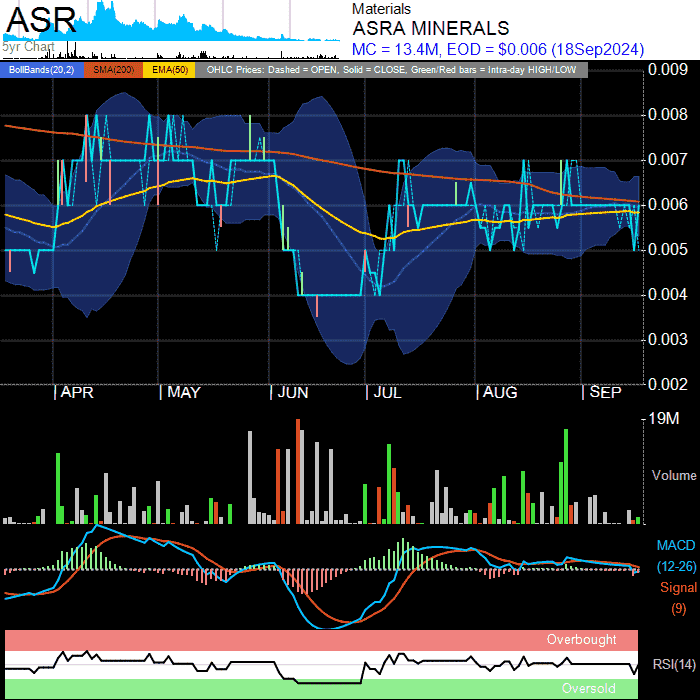 ASR
5yr Chart
Materials
ASRA MINERALS
MC = 13.4M, EOD = $0.006 (18Sep2024)
BollBands(20,2) SMA(200) EMA(50) OHLC Prices: Dashed = OPEN, Solid = CLOSE, Green/Red bars = Intra-day HIGH/LOW
0.009
0.008
0.007
0.006
0.005
0.004
0.003
0.002
APR MAY JUN JUL AUG SEP
19M
Volume
MACD
(12-26)
Signal
(9)
Overbought
RSI(14)
Oversold